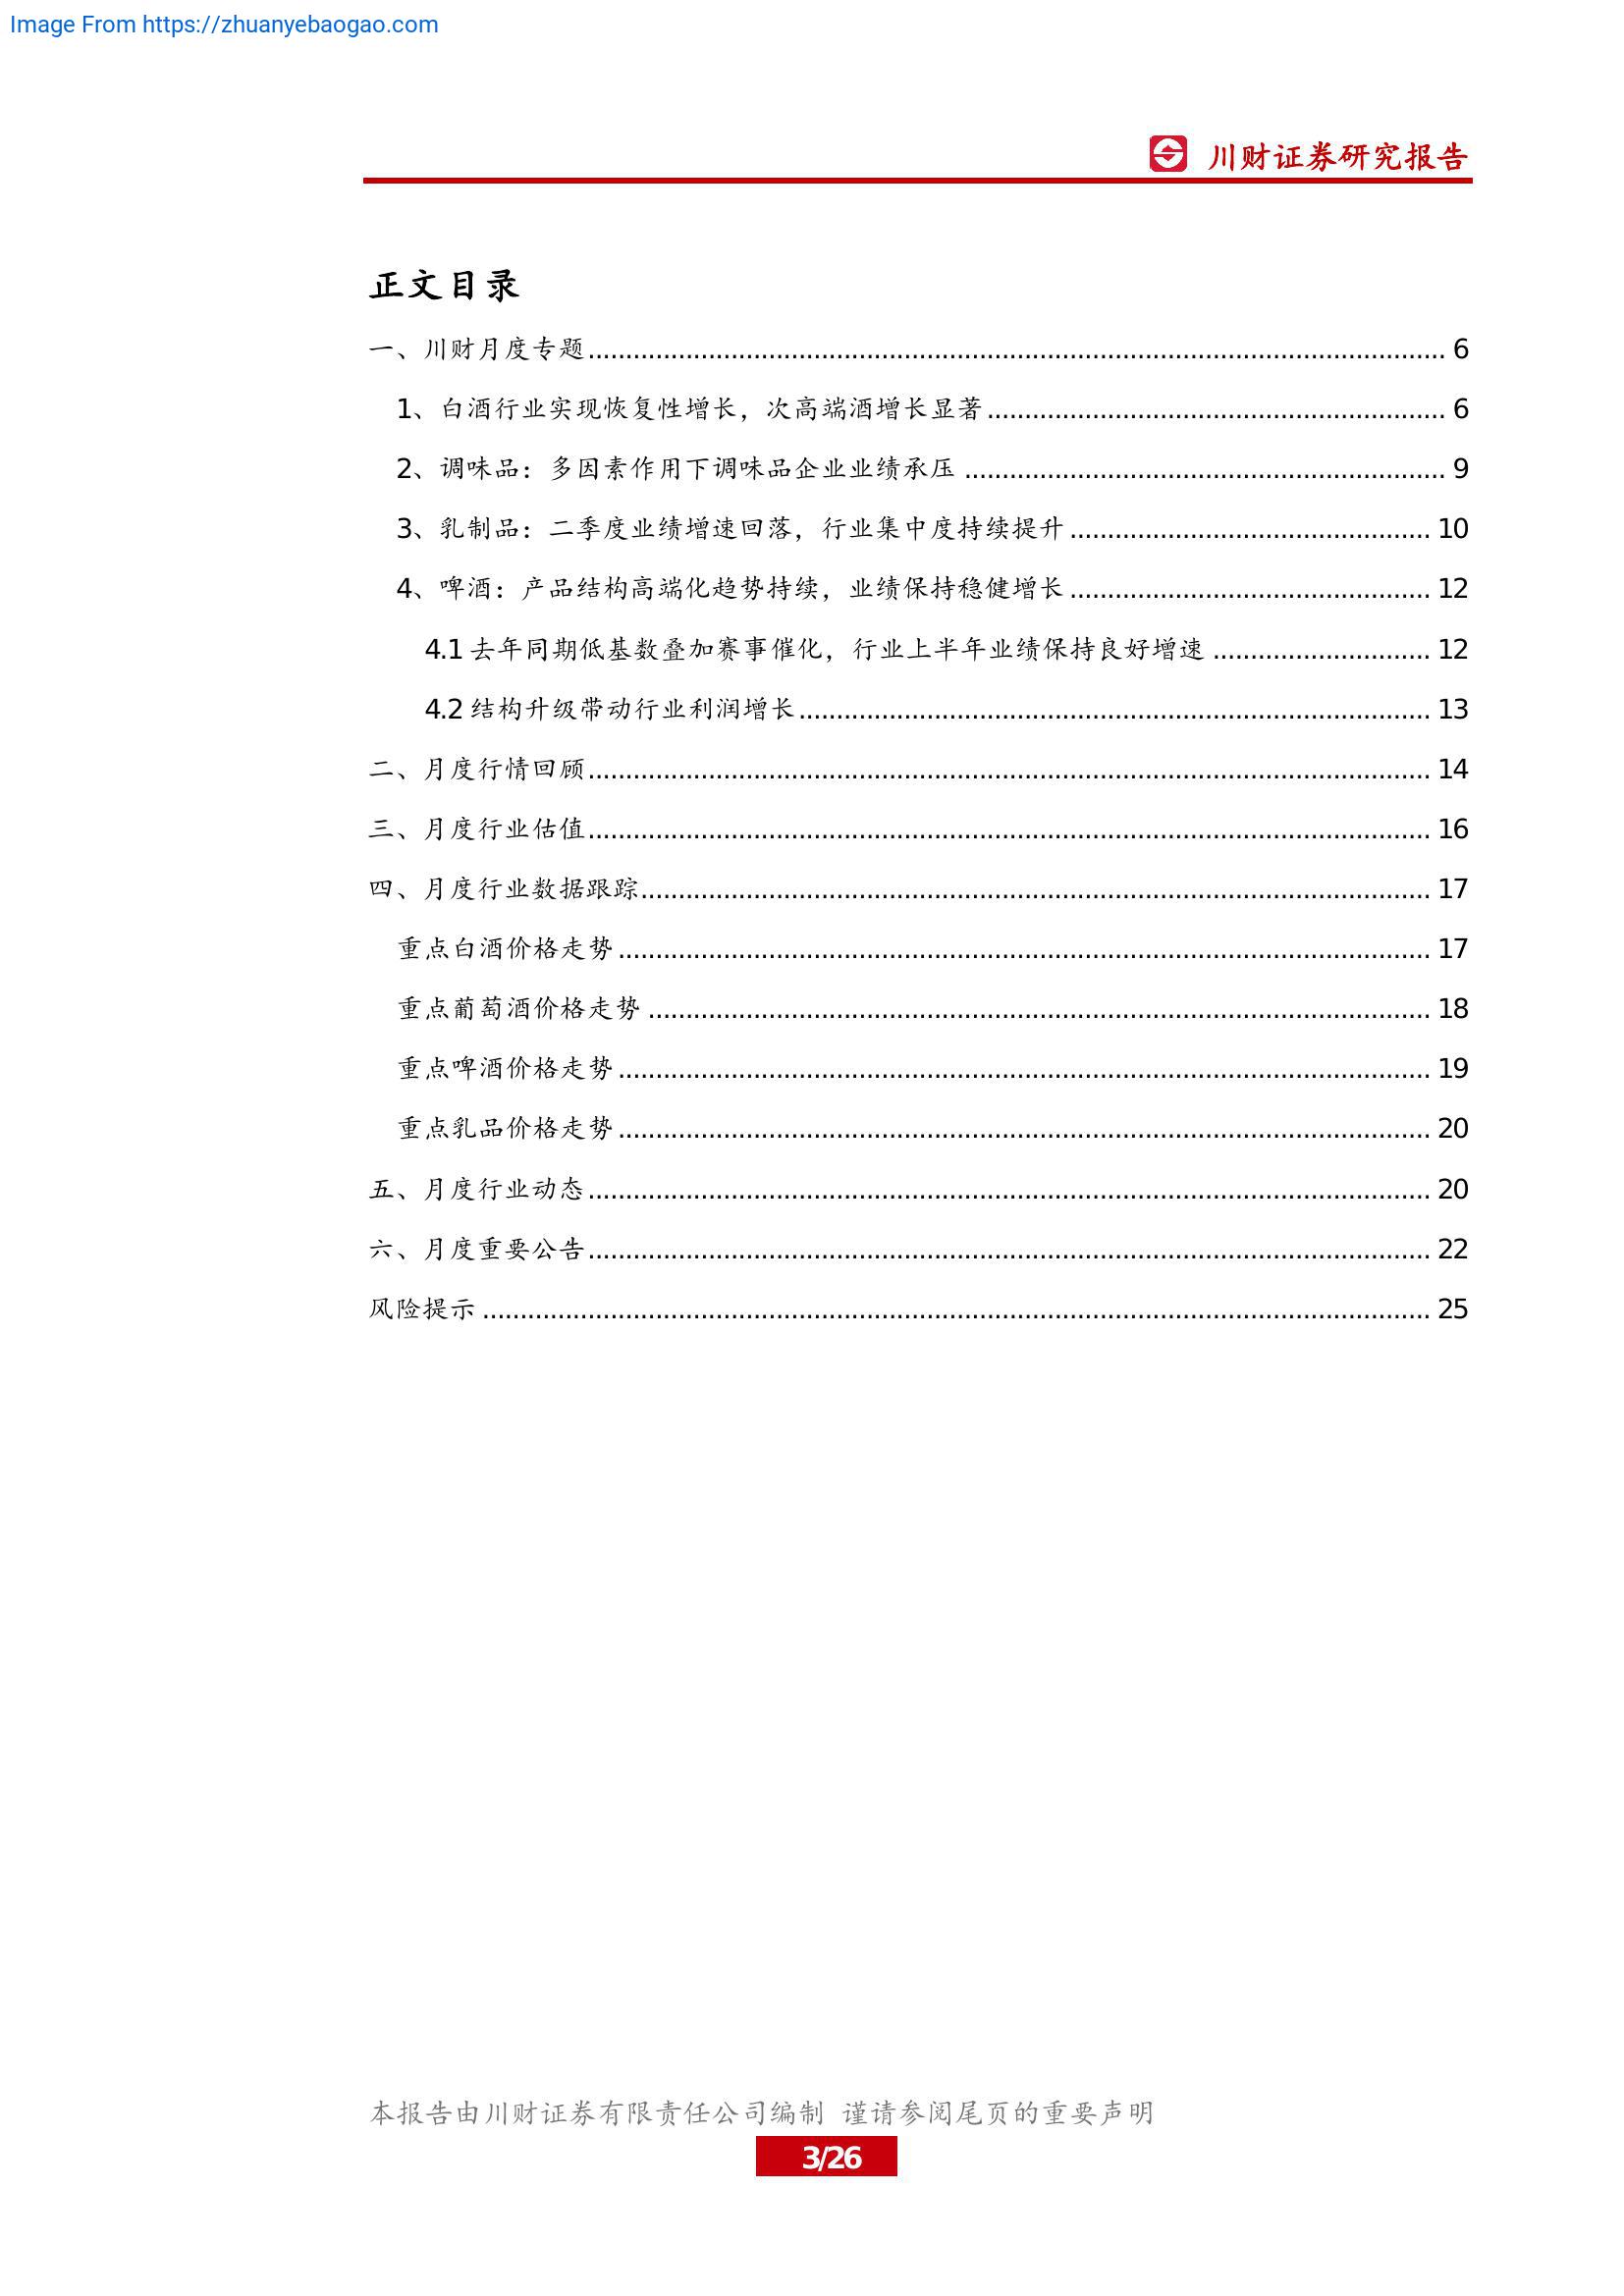 Image From https://zhuanyebaogao.com
川财证券研究报告
正文目录
一、川财月度专题 6
1、白酒行业实现恢复性增长，次高端酒增长显著 6
2、调味品：多因素作用下调味品企业业绩承压 9
3、乳制品：二季度业绩增速回落，行业集中度持续提升 10
4、啤酒：产品结构高端化趋势持续，业绩保持稳健增长 12
4.1 去年同期低基数叠加赛事催化，行业上半年业绩保持良好增速 12
4.2 结构升级带动行业利润增长 13
二、月度行情回顾 14
三、月度行业估值 16
四、月度行业数据跟踪 17
重点白酒价格走势 17
重点葡萄酒价格走势 18
重点啤酒价格走势 19
重点乳品价格走势 20
五、月度行业动态 20
六、月度重要公告 22
风险提示 25
本报告由川财证券有限责任公司编制 谨请参阅尾页的重要声明
3/26